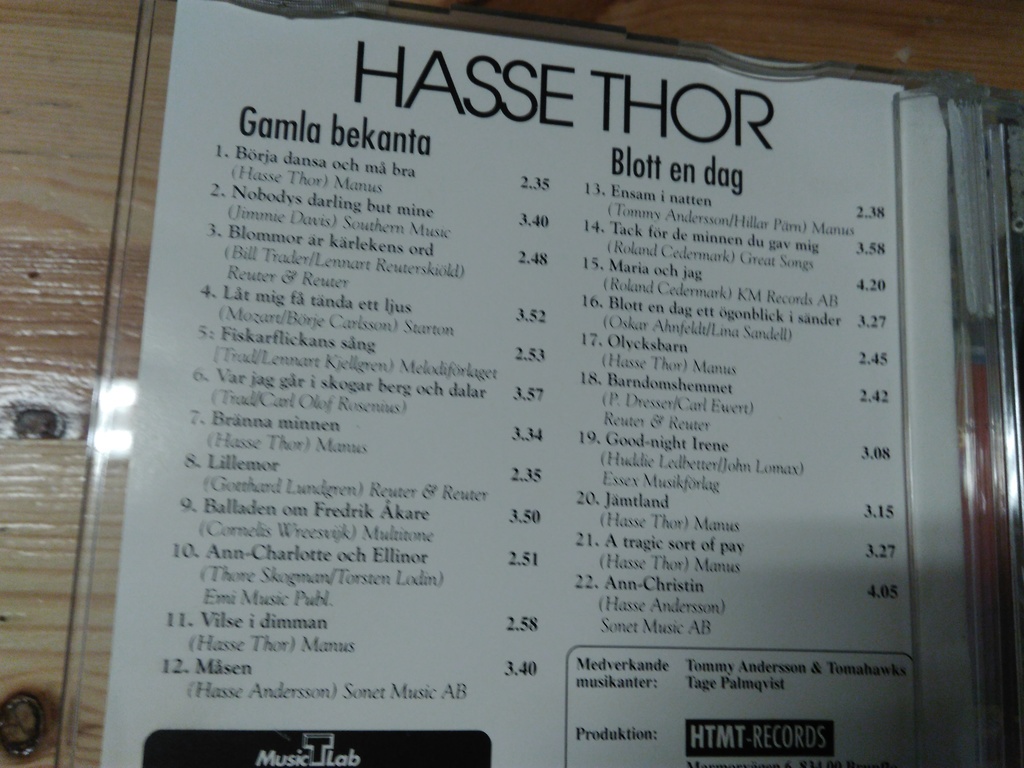 HASSE THOR
Gamla bekanta
1. Börja dansa och må bra
(Hasse Thor) Manus 2.35
2. Nobodys darling but mine
(Jimmie Davis) Southern Music 3.40
3. Blommor är kärlekens ord
(Bill Trader/Lennart Reuterskiöld) 2.48
Reuter & Reuter
4. Låt mig få tända ett ljus
(Mozart/Börje Carlsson) Starton 3.52
5: Fiskarflickans sång
[Trad/Lennart Kjellgren) Melodiförlaget 2.53
6. Var jag går i skogar berg och dalar
(Trad/Carl Olof Rosenius) 3.57
7. Bränna minnen
(Hasse Thor) Manus 3.34
8. Lillemor
(Gotthard Lundgren) Reuter & Reuter 2.35
9. Balladen om Fredrik Åkare
(Cornelis Wreesvijk) Multitone 3.50
10. Ann-Charlotte och Ellinor
(Thore Skogman/Torsten Lodin) 2.51
Emi Music Publ.
11. Vilse i dimman
(Hasse Thor) Manus 2.58
12. Måsen
(Hasse Andersson) Sonet Music AB 3.40
Music Lab
Blott en dag
13. Ensam i natten
(Tommy Andersson/Hillar Pärn) Manus 2.38
14. Tack för de minnen du gav mig
(Roland Cedermark) Great Songs 3.58
15. Maria och jag
(Roland Cedermark) KM Records AB 4.20
16. Blott en dag ett ögonblick i sänder
(Oskar Ahnfeldt/Lina Sandell) 3.27
17. Olycksbarn
(Hasse Thor) Manus 2.45
18. Barndomshemmet
(P. Dresser/Carl Ewert) 2.42
Reuter & Reuter
19. Good-night Irene
(Huddie Ledbetter/John Lomax) 3.08
Essex Musikförlag
20. Jämtland
(Hasse Thor) Manus 3.15
21. A tragic sort of pay
(Hasse Thor) Manus 3.27
22. Ann-Christin
(Hasse Andersson) 4.05
Sonet Music AB
Medverkande musikanter: Tommy Andersson & Tomahawks
Tage Palmqvist
Produktion: HTMT-RECORDS